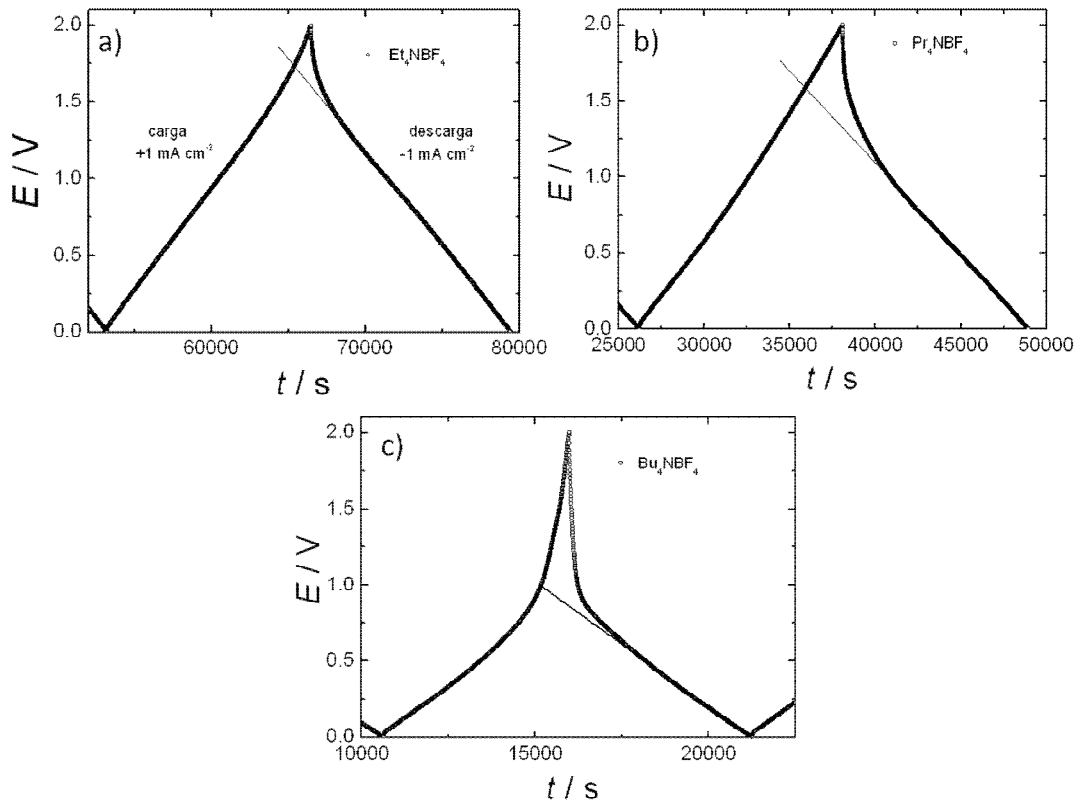 a)
Et₄NBF₄
carga
+1 mA cm⁻²
descarga
-1 mA cm⁻²
E / V
2.0
1.5
1.0
0.5
0.0
60000 70000 80000
t / s
b)
Pr₄NBF₄
E / V
2.0
1.5
1.0
0.5
0.0
25000 30000 35000 40000 45000 50000
t / s
c)
Bu₄NBF₄
E / V
2.0
1.5
1.0
0.5
0.0
10000 15000 20000
t / s